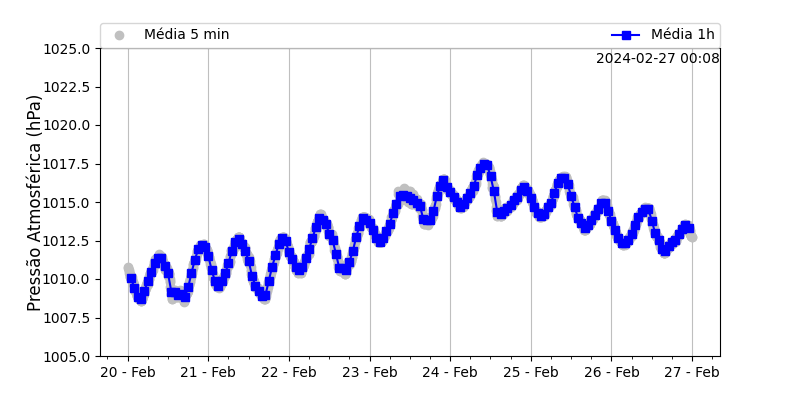 Média 5 min
Média 1h
2024-02-27 00:08
Pressão Atmosférica (hPa)
1025.0
1022.5
1020.0
1017.5
1015.0
1012.5
1010.0
1007.5
1005.0
20 - Feb
21 - Feb
22 - Feb
23 - Feb
24 - Feb
25 - Feb
26 - Feb
27 - Feb